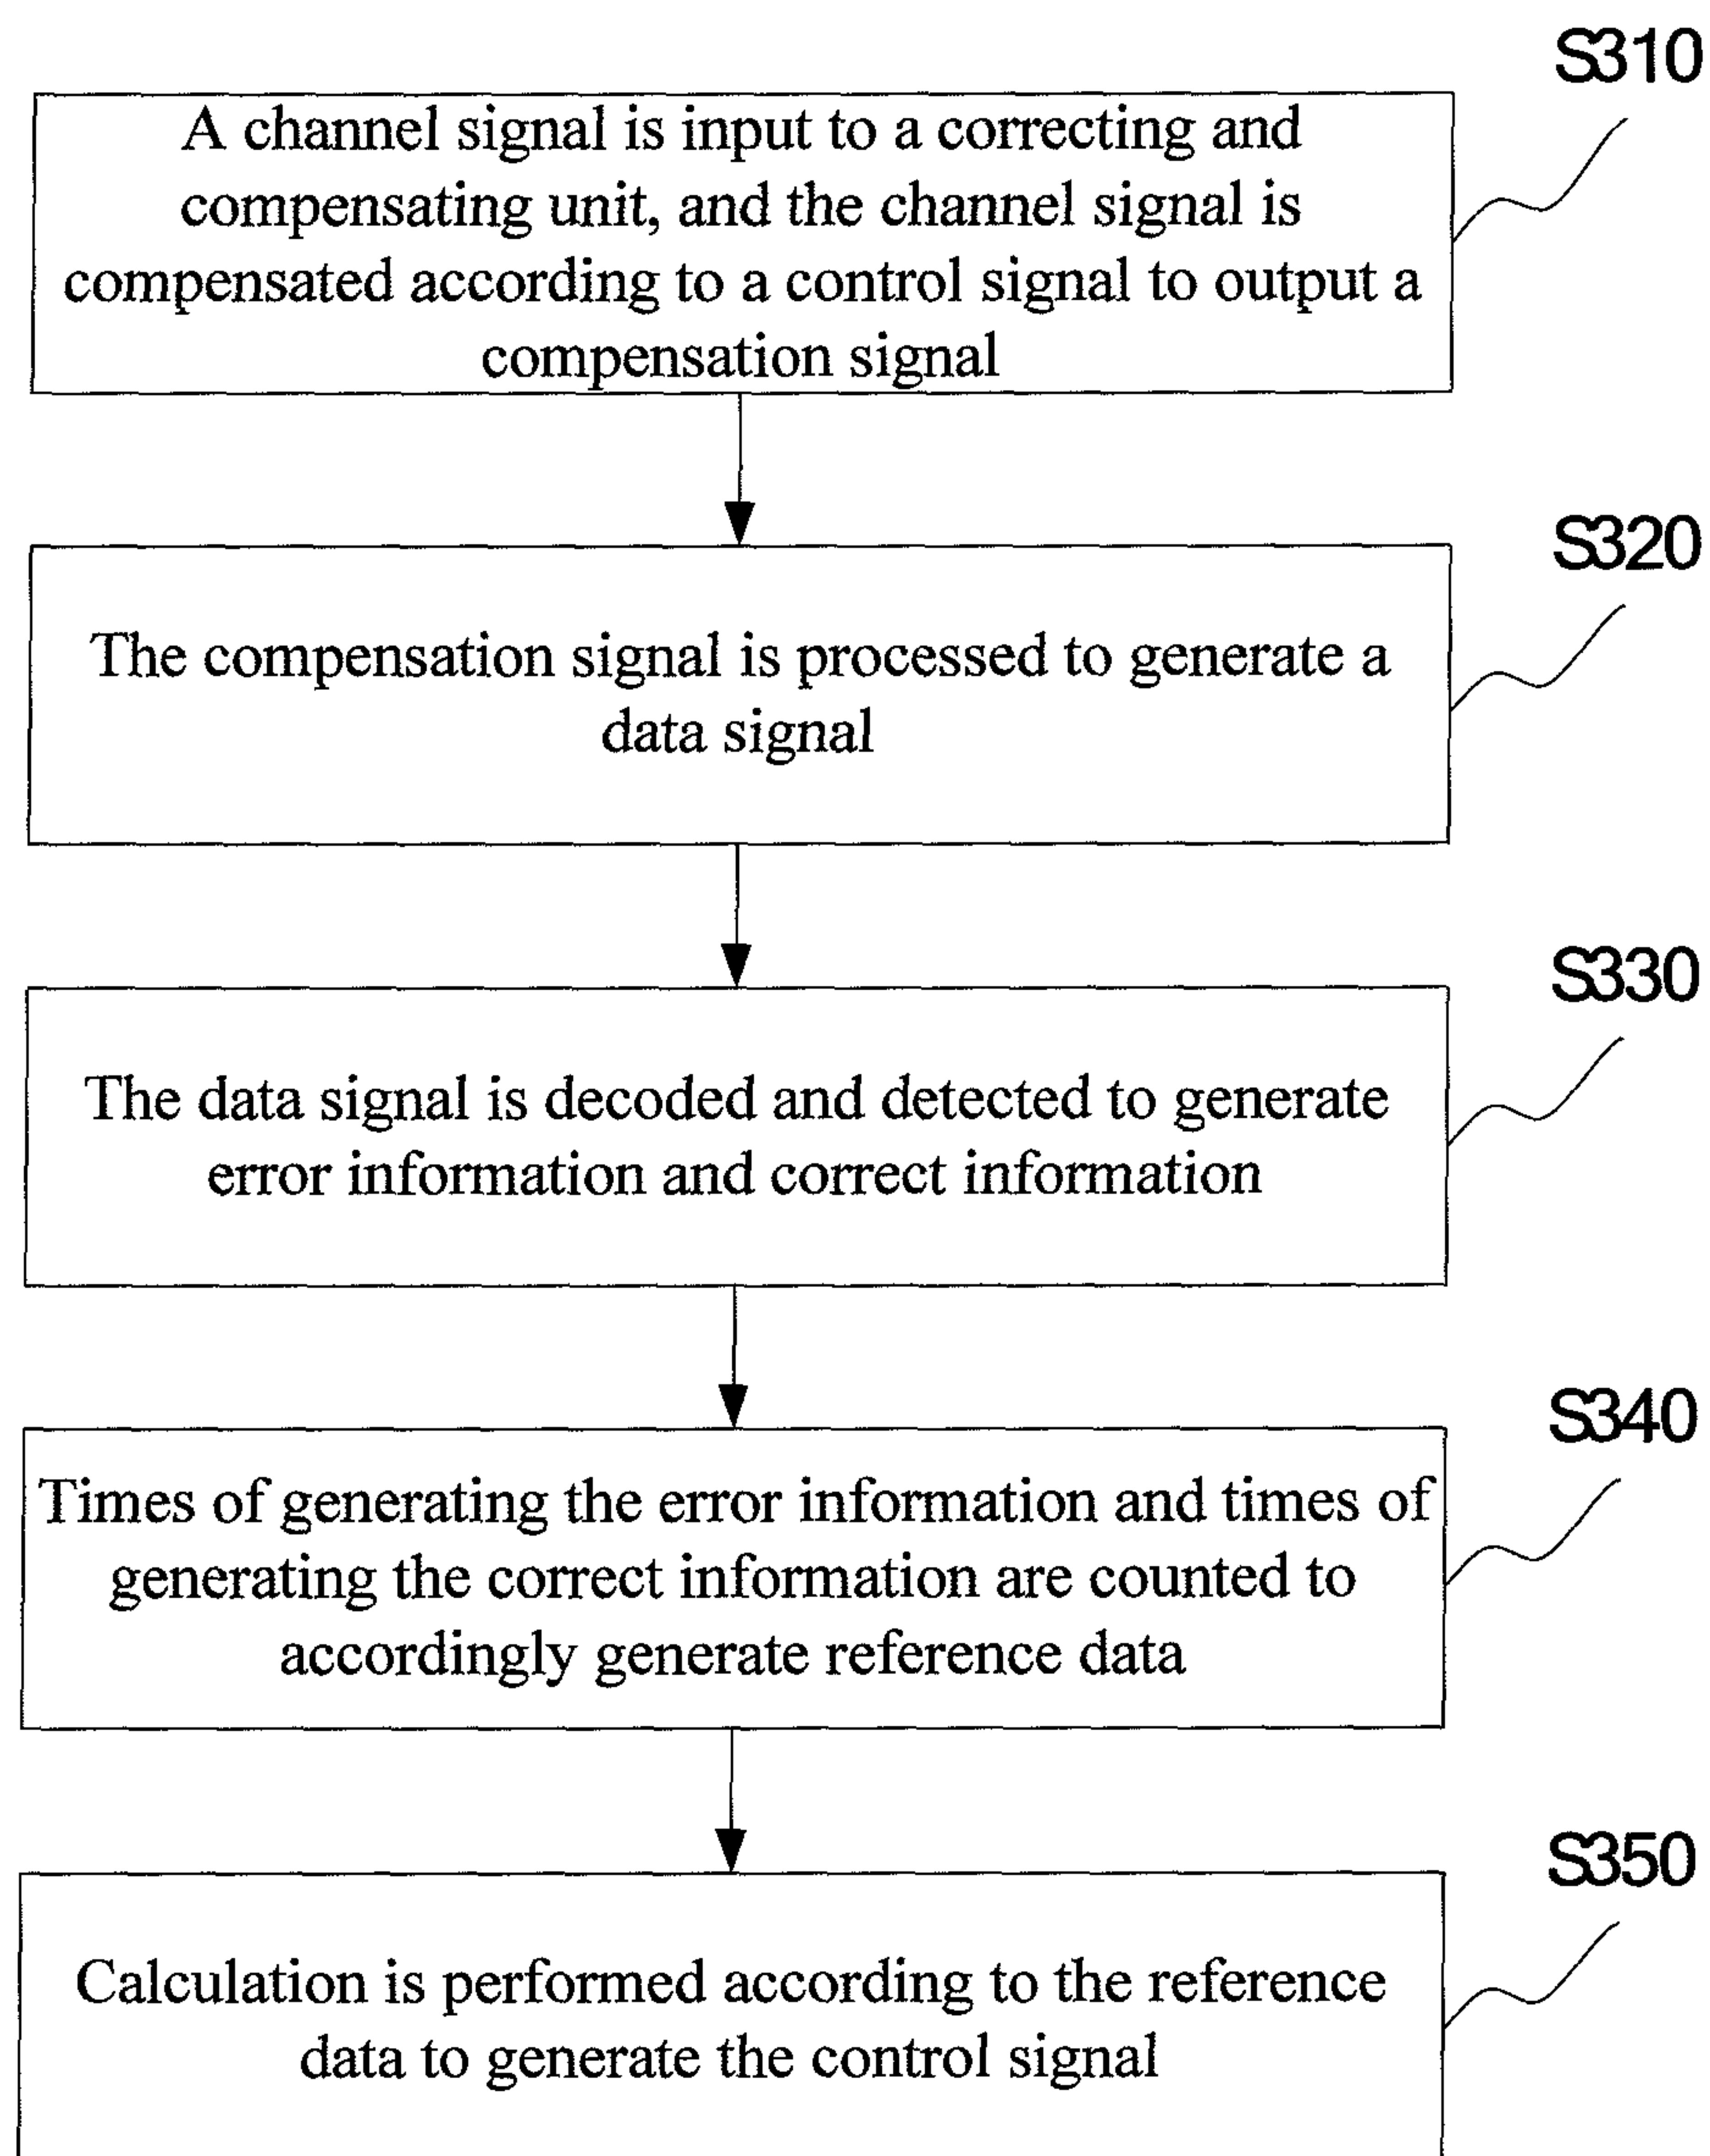 S310
A channel signal is input to a correcting and
compensating unit, and the channel signal is
compensated according to a control signal to output a
compensation signal
S320
The compensation signal is processed to generate a
data signal
S330
The data signal is decoded and detected to generate
error information and correct information
S340
Times of generating the error information and times of
generating the correct information are counted to
accordingly generate reference data
S350
Calculation is performed according to the reference
data to generate the control signal